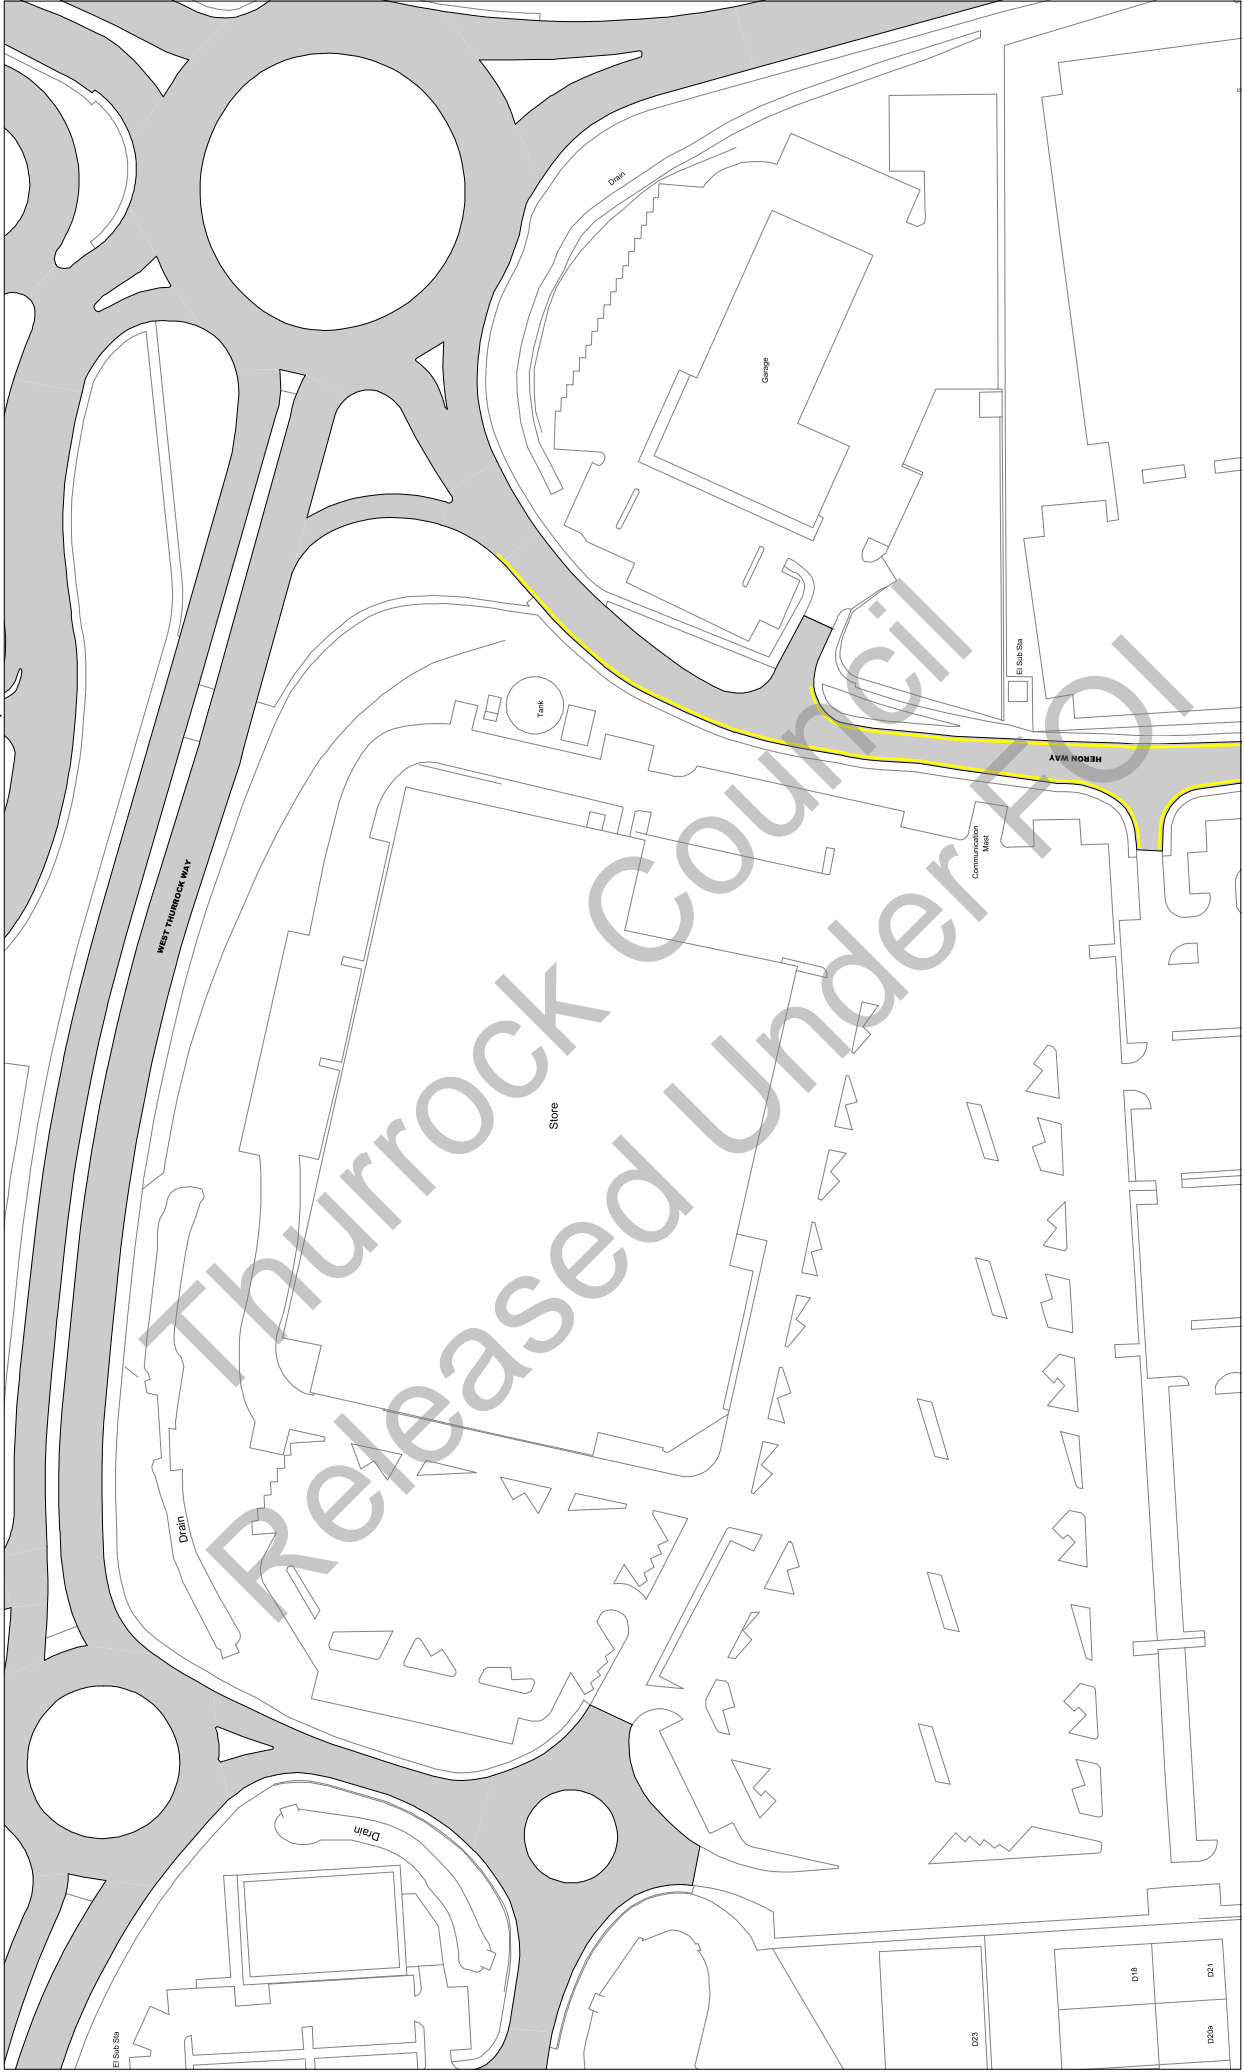 Drain
Garage
El Sub Sta
Tank
HERON WAY
Communication
Mast
WEST THURROCK WAY
Store
Thurrock Council
Released Under FOI
Drain
Drain
El Sub Sta
D23
D18
D21
D20a